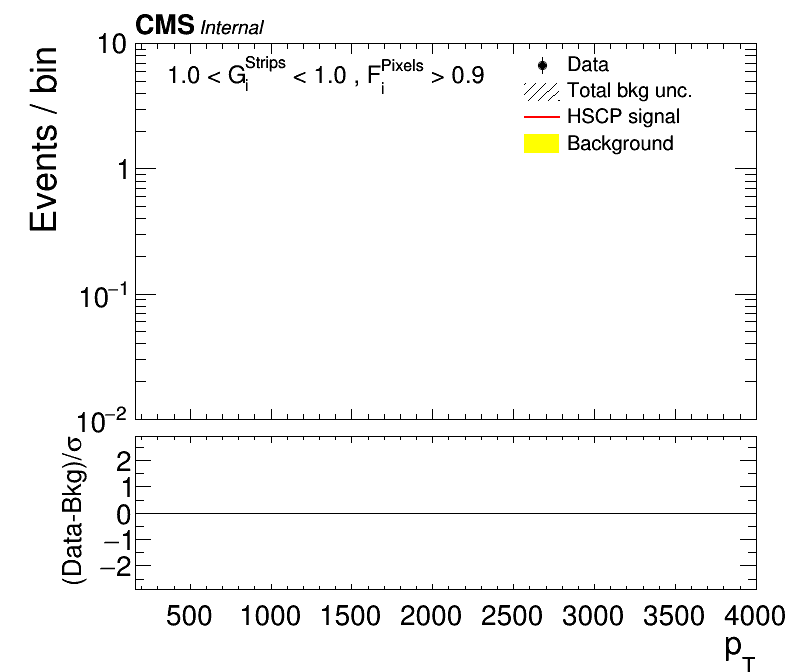 CMS Internal
1.0 < G_i^Strips < 1.0 , F_i^Pixels > 0.9
Data
Total bkg unc.
HSCP signal
Background
Events / bin
10
1
10^−1
10^−2
(Data-Bkg)/σ
2
1
0
−1
−2
500 1000 1500 2000 2500 3000 3500 4000
p_T